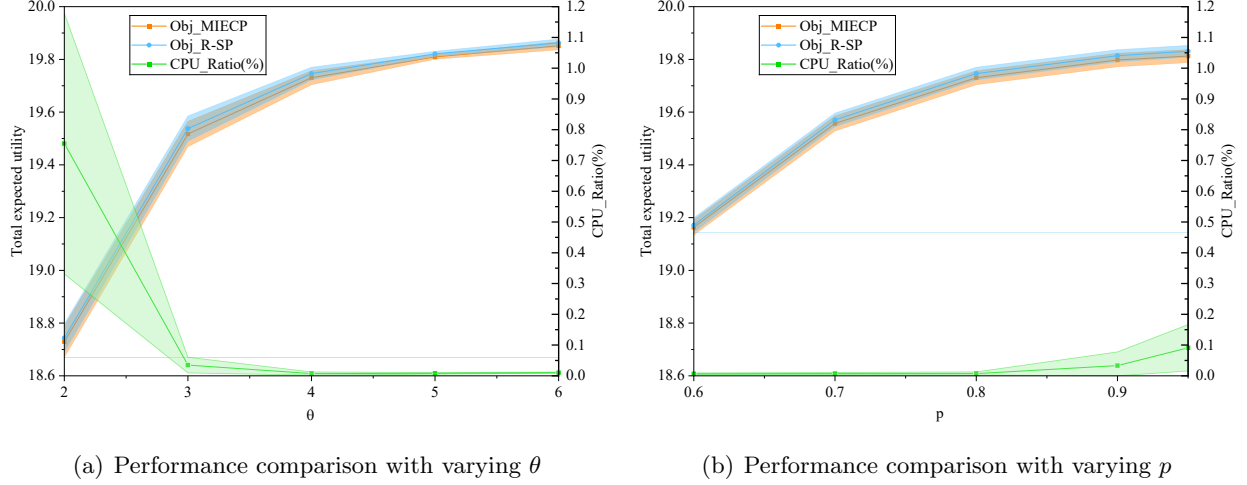 20.0
19.8
19.6
19.4
19.2
19.0
18.8
18.6
Total expected utility
Obj_MIECP
Obj_R-SP
CPU_Ratio(%)
1.2
1.1
1.0
0.9
0.8
0.7
0.6
0.5
0.4
0.3
0.2
0.1
0.0
CPU_Ratio(%)
2 3 4 5 6
θ
(a) Performance comparison with varying θ
20.0
19.8
19.6
19.4
19.2
19.0
18.8
18.6
Total expected utility
Obj_MIECP
Obj_R-SP
CPU_Ratio(%)
1.2
1.1
1.0
0.9
0.8
0.7
0.6
0.5
0.4
0.3
0.2
0.1
0.0
CPU_Ratio(%)
0.6 0.7 0.8 0.9
p
(b) Performance comparison with varying p